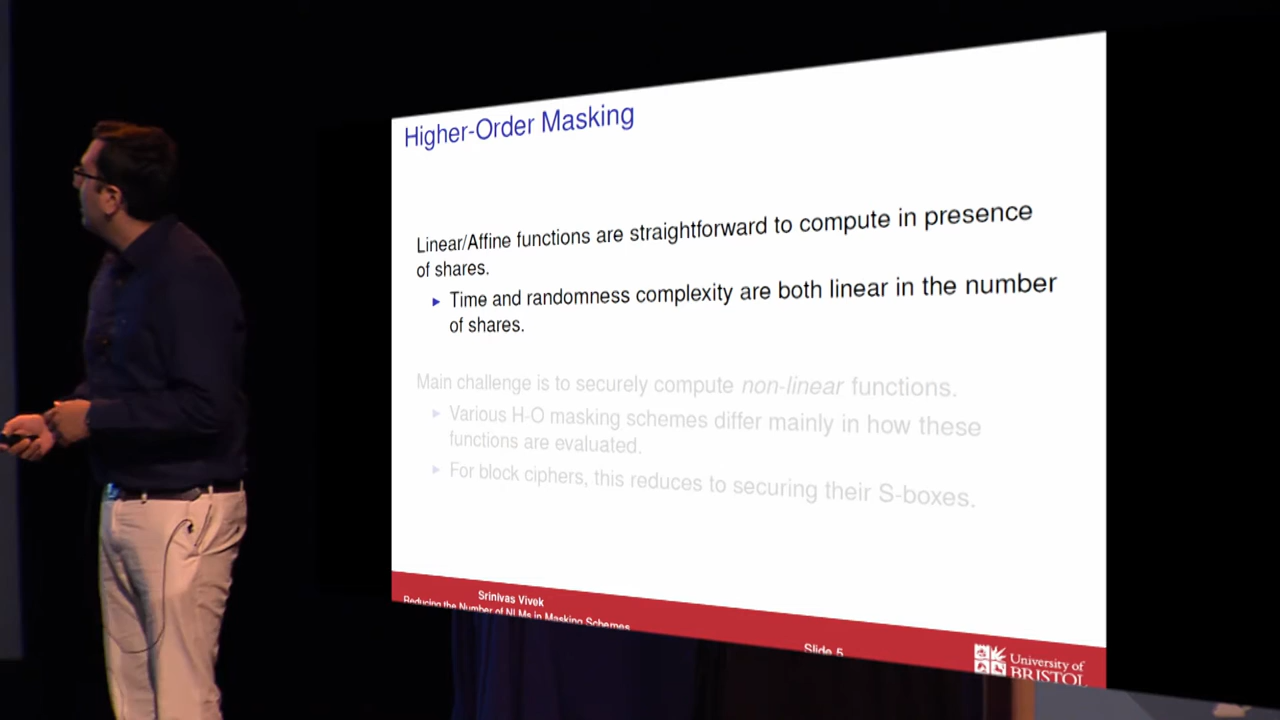 Higher-Order Masking
Linear/Affine functions are straightforward to compute in presence
of shares.
Time and randomness complexity are both linear in the number
of shares.
Main challenge is to securely compute non-linear functions.
Various H-O masking schemes differ mainly in how these
functions are evaluated.
For block ciphers, this reduces to securing their S-boxes.
Srinivas Vivek
Reducing the Number of NLMs in Masking Schemes
Slide 5
University of
BRISTOL